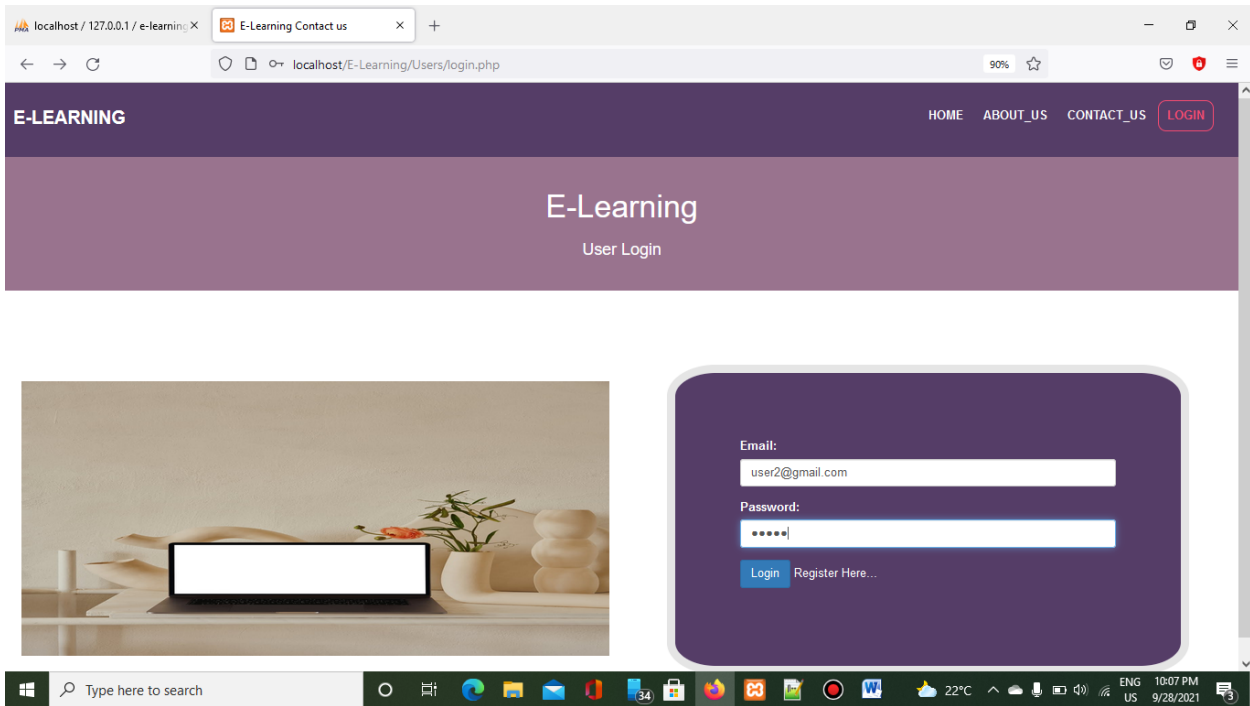 localhost / 127.0.0.1 / e-learning
E-Learning Contact us
localhost/E-Learning/Users/login.php
90%
E-LEARNING
HOME ABOUT_US CONTACT_US LOGIN
E-Learning
User Login
Email:
user2@gmail.com
Password:
Login Register Here...
Type here to search
34
22°C
ENG
US
10:07 PM
9/28/2021
3